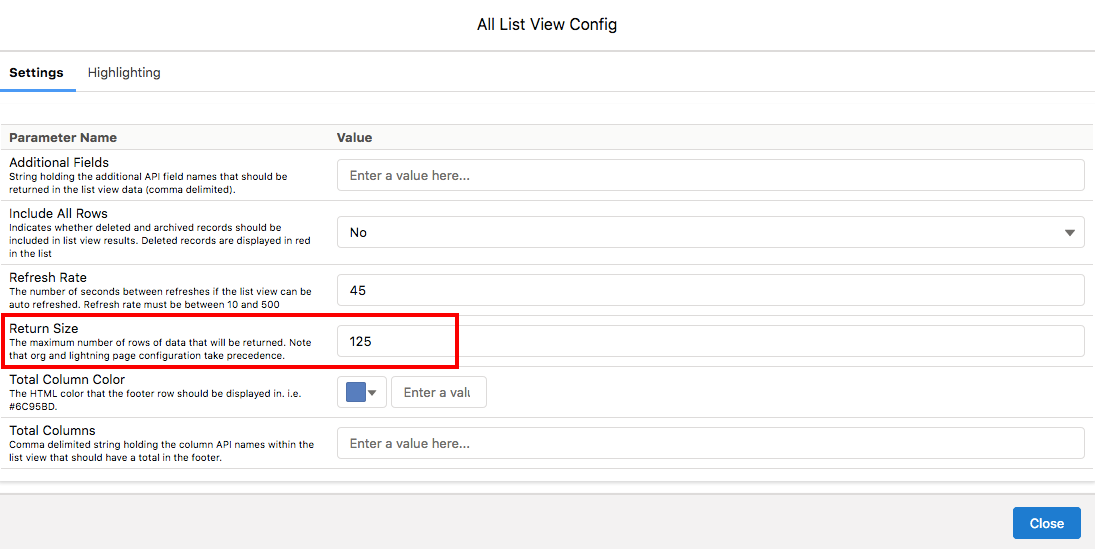 All List View Config
Settings Highlighting
Parameter Name Value
Additional Fields
String holding the additional API field names that should be
returned in the list view data (comma delimited).
Enter a value here...
Include All Rows
Indicates whether deleted and archived records should be
included in list view results. Deleted records are displayed in red
in the list
No
Refresh Rate
The number of seconds between refreshes if the list view can be
auto refreshed. Refresh rate must be between 10 and 500
45
Return Size
The maximum number of rows of data that will be returned. Note
that org and lightning page configuration take precedence.
125
Total Column Color
The HTML color that the footer row should be displayed in. i.e.
#6C95BD.
Enter a valu
Total Columns
Comma delimited string holding the column API names within the
list view that should have a total in the footer.
Enter a value here...
Close